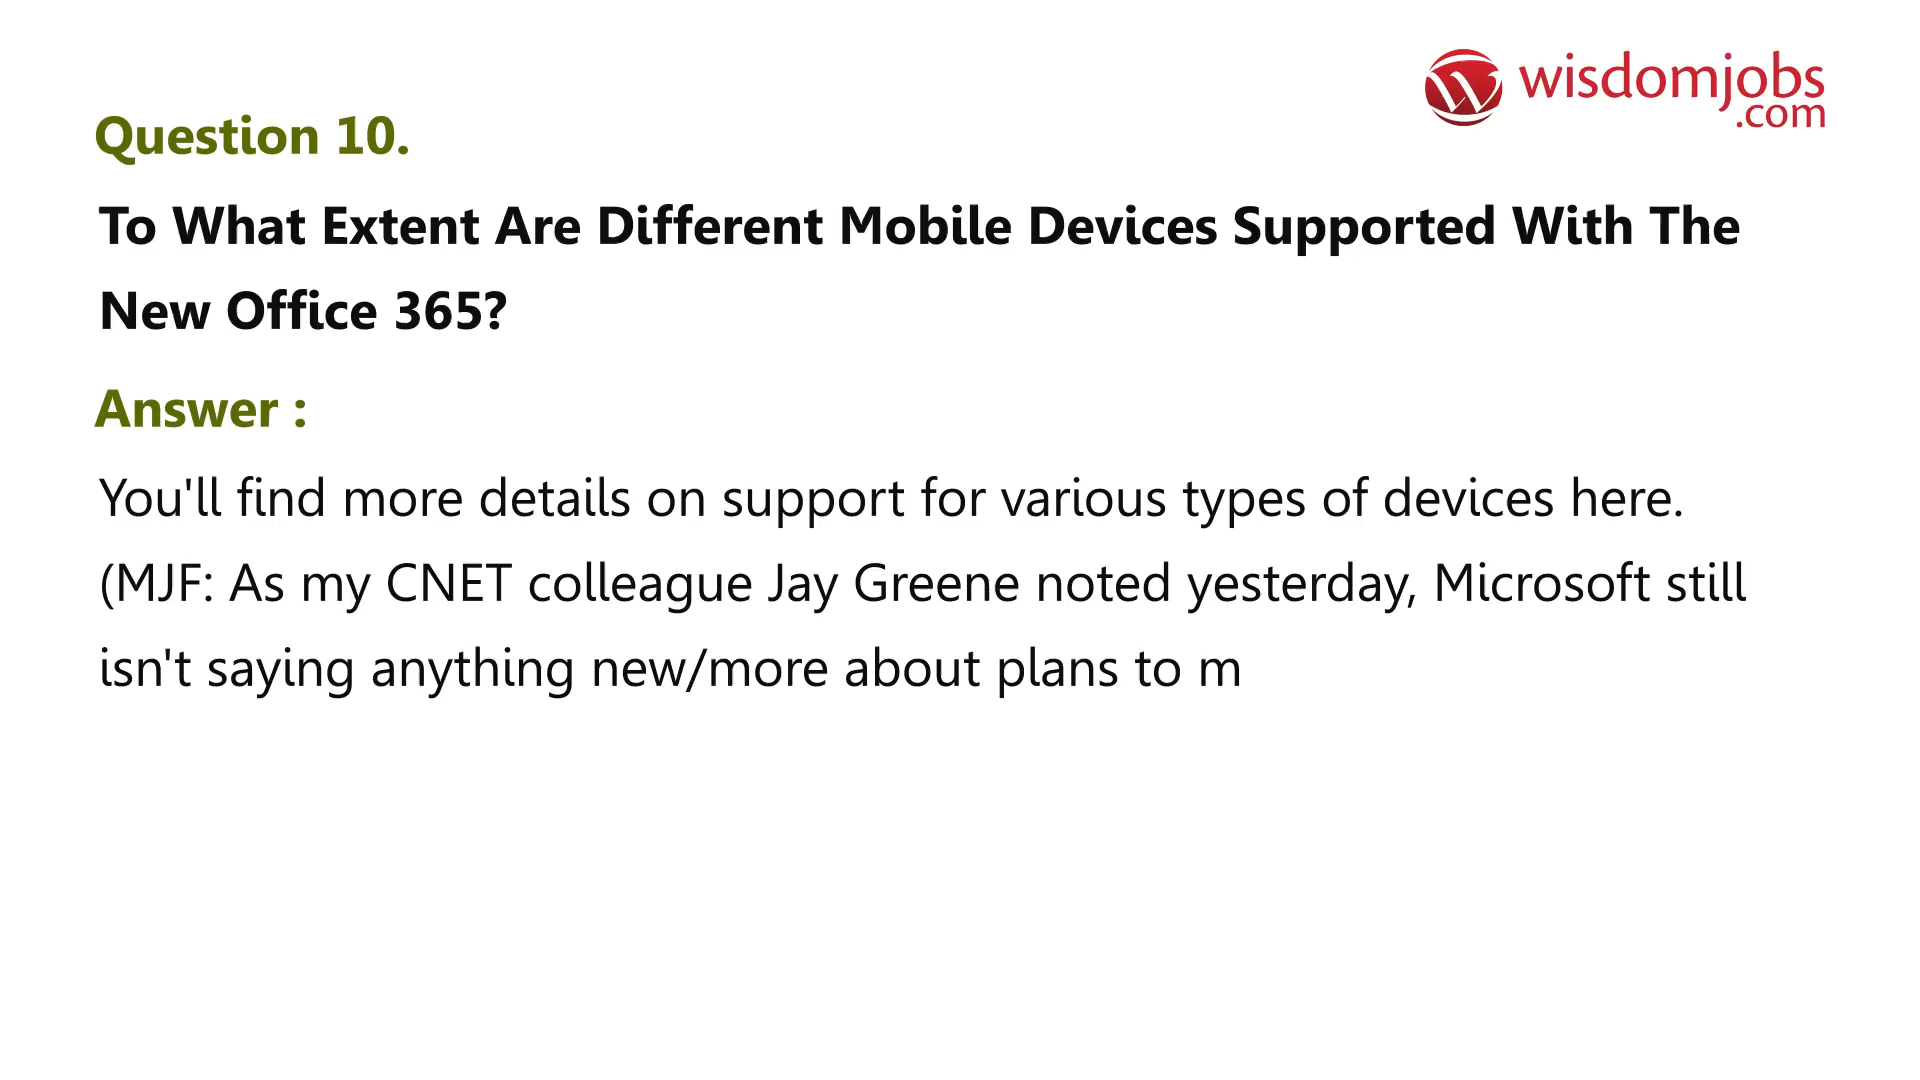 wisdomjobs
.com
Question 10.
To What Extent Are Different Mobile Devices Supported With The
New Office 365?
Answer :
You'll find more details on support for various types of devices here.
(MJF: As my CNET colleague Jay Greene noted yesterday, Microsoft still
isn't saying anything new/more about plans to m